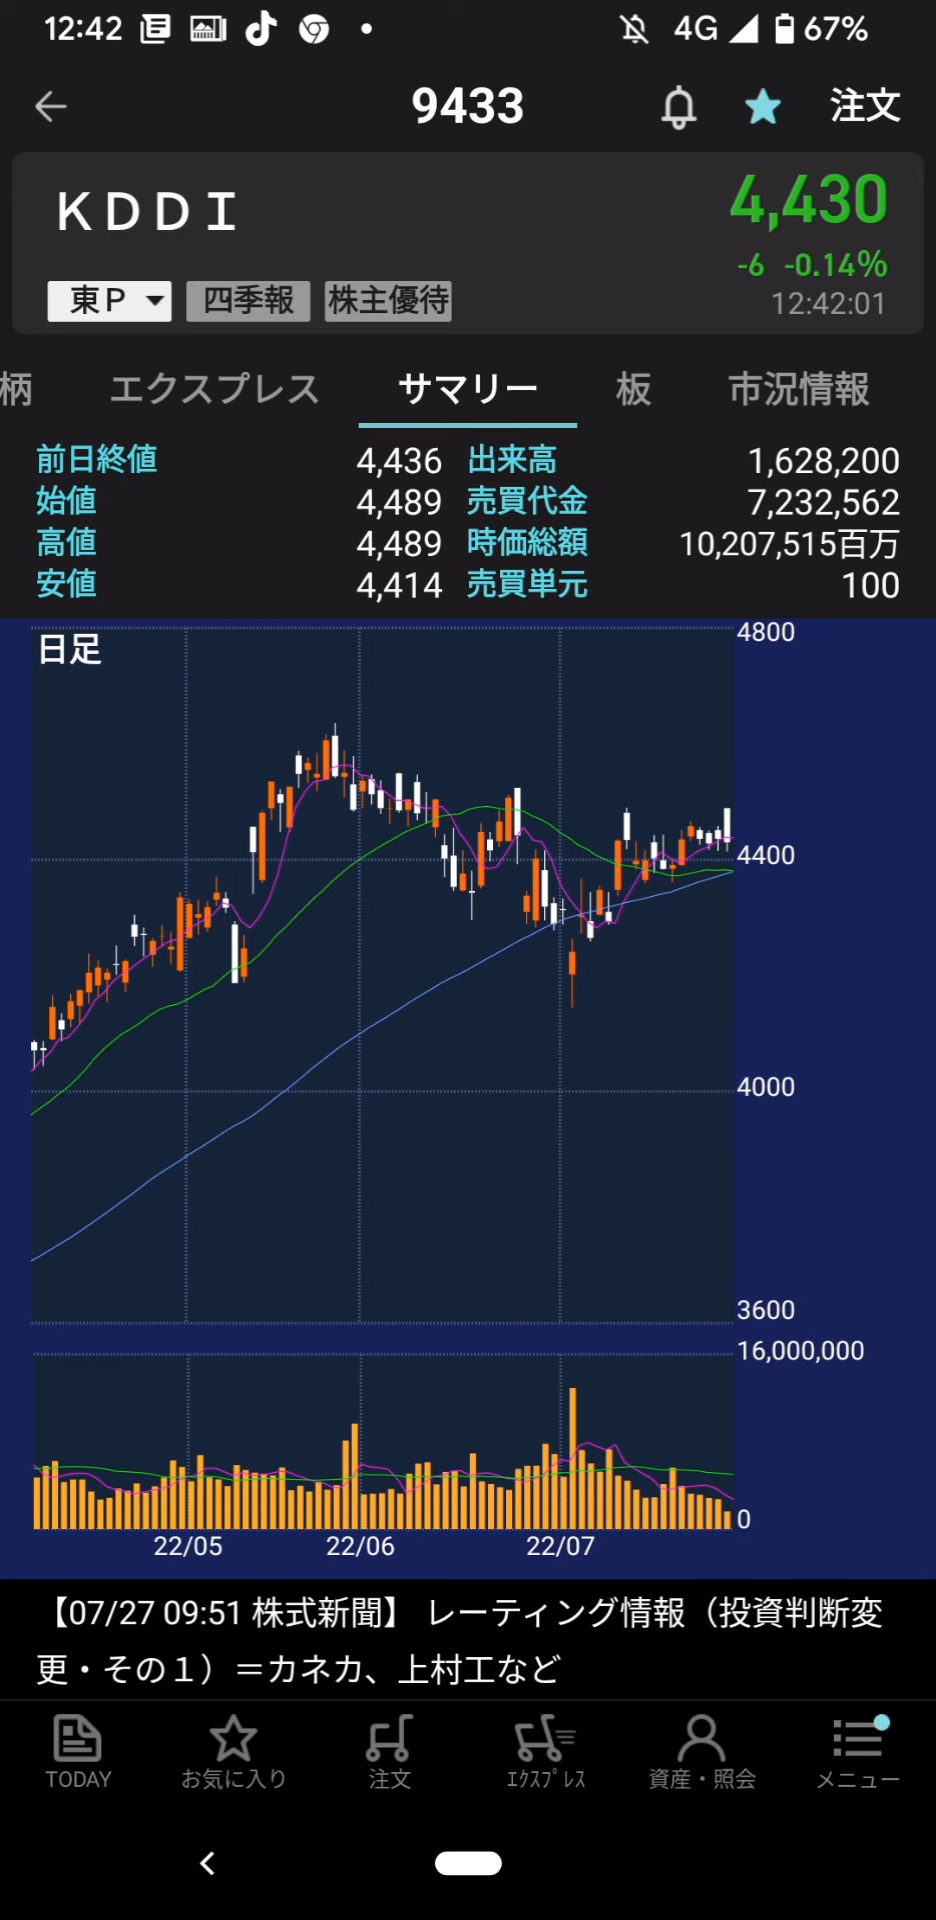 12:42 4G 67%
9433 注文
ＫＤＤＩ 4,430
-6 -0.14%
東Ｐ 四季報 株主優待 12:42:01
柄 エクスプレス サマリー 板 市況情報
前日終値 4,436 出来高 1,628,200
始値 4,489 売買代金 7,232,562
高値 4,489 時価総額 10,207,515百万
安値 4,414 売買単元 100
日足 4800
4400
4000
3600
16,000,000
0
22/05 22/06 22/07
【07/27 09:51 株式新聞】 レーティング情報（投資判断変
更・その１）＝カネカ、上村工など
TODAY お気に入り 注文 ｴｸｽﾌﾟﾚｽ 資産・照会 メニュー